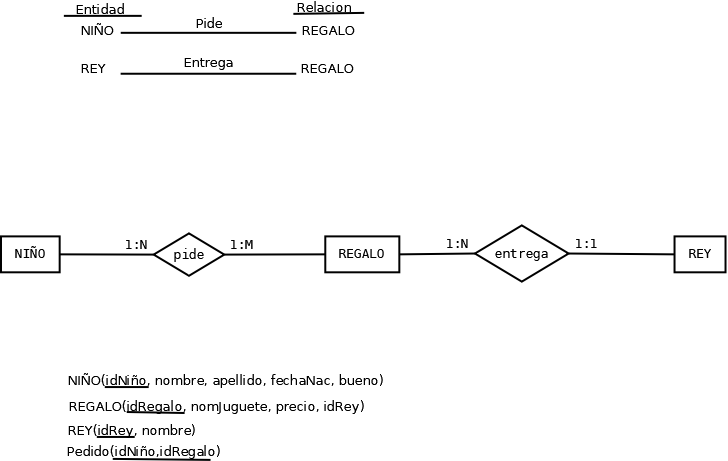 Entidad Relacion
NIÑO Pide REGALO
REY Entrega REGALO
1:N 1:M 1:N 1:1
NIÑO pide REGALO entrega REY
NIÑO(idNiño, nombre, apellido, fechaNac, bueno)
REGALO(idRegalo, nomJuguete, precio, idRey)
REY(idRey, nombre)
Pedido(idNiño,idRegalo)